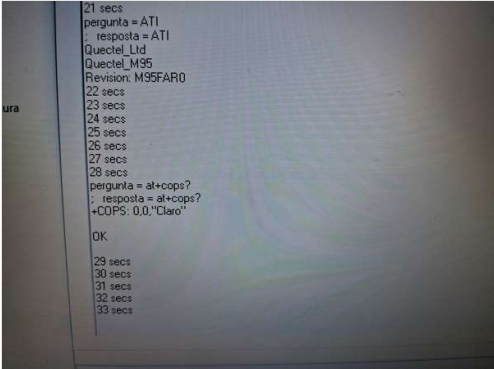 21 secs
pergunta = ATI
; resposta = ATI
Quectel_Ltd
Quectel_M95
Revision: M95FAR0
22 secs
23 secs
24 secs
25 secs
26 secs
27 secs
28 secs
pergunta = at+cops?
; resposta = at+cops?
+COPS: 0,0,"Claro"
OK
29 secs
30 secs
31 secs
32 secs
33 secs
ura